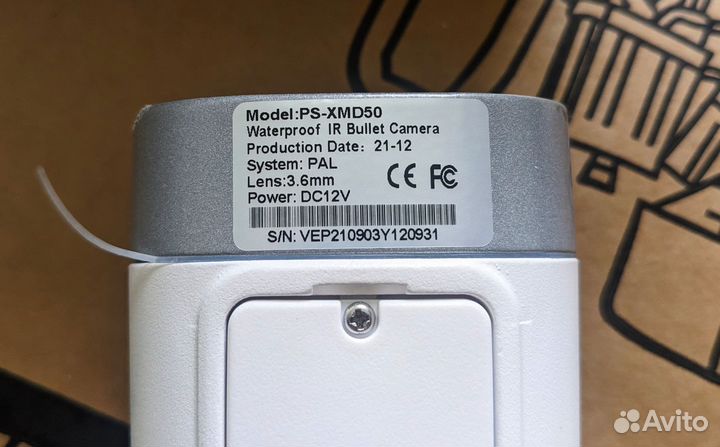 Model:PS-XMD50
Waterproof IR Bullet Camera
Production Date: 21-12
System: PAL
Lens:3.6mm
CE FC
Power: DC12V
S/N: VEP210903Y120931
Avito